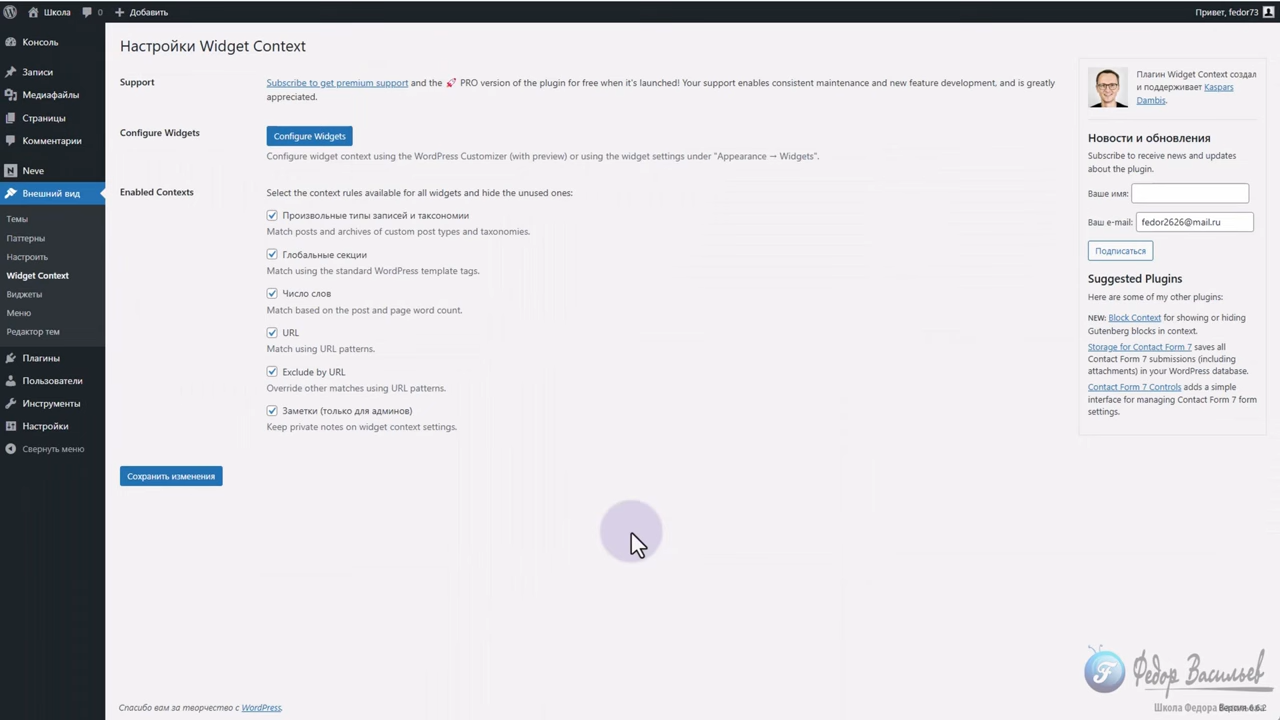 Школа 0 Добавить
Привет, fedor73
Консоль
Записи
Медиафайлы
Страницы
Комментарии
Neve
Внешний вид
Темы
Паттерны
Настроить
Widget Context
Виджеты
Меню
Редактор тем
Плагины
Пользователи
Инструменты
Настройки
Свернуть меню
Настройки Widget Context
Support
Subscribe to get premium support and the 🚀 PRO version of the plugin for free when it's launched! Your support enables consistent maintenance and new feature development, and is greatly
appreciated.
Configure Widgets
Configure Widgets
Configure widget context using the WordPress Customizer (with preview) or using the widget settings under "Appearance → Widgets".
Enabled Contexts
Select the context rules available for all widgets and hide the unused ones:
Произвольные типы записей и таксономии
Match posts and archives of custom post types and taxonomies.
Глобальные секции
Match using the standard WordPress template tags.
Число слов
Match based on the post and page word count.
URL
Match using URL patterns.
Exclude by URL
Override other matches using URL patterns.
Заметки (только для админов)
Keep private notes on widget context settings.
Сохранить изменения
Плагин Widget Context создал
и поддерживает Kaspars
Dambis.
Новости и обновления
Subscribe to receive news and updates
about the plugin.
Ваше имя:
Ваш e-mail: fedor2626@mail.ru
Подписаться
Suggested Plugins
Here are some of my other plugins:
NEW: Block Context for showing or hiding
Gutenberg blocks in context.
Storage for Contact Form 7 saves all
Contact Form 7 submissions (including
attachments) in your WordPress database.
Contact Form 7 Controls adds a simple
interface for managing Contact Form 7 form
settings.
Спасибо вам за творчество с WordPress.
Федор Васильев
Школа Федора
Версия 6.6.2